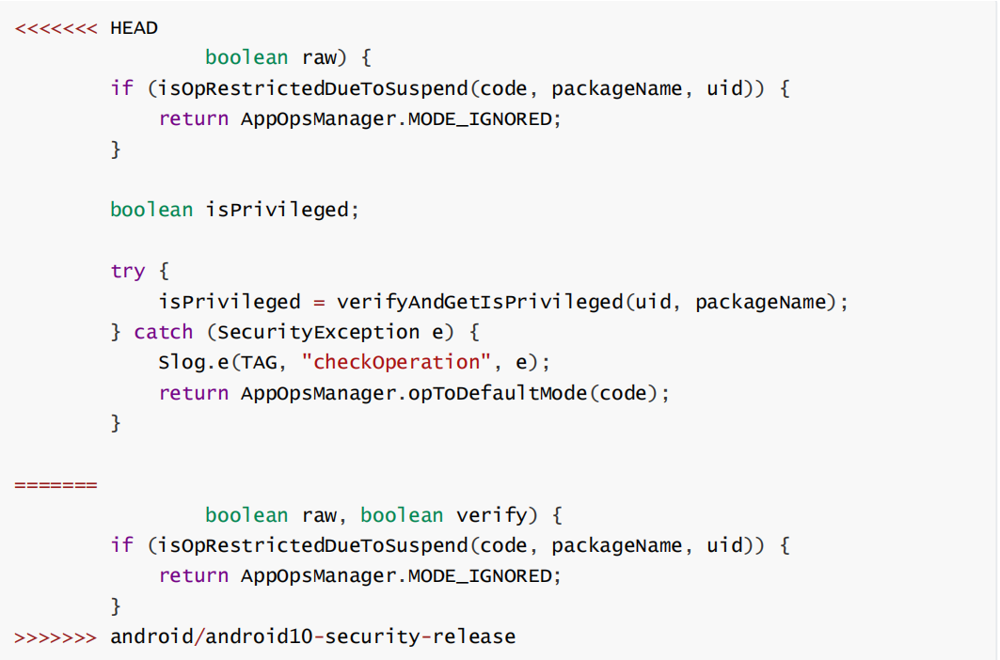 <<<<<<< HEAD
                boolean raw) {
        if (isOpRestrictedDueToSuspend(code, packageName, uid)) {
            return AppOpsManager.MODE_IGNORED;
        }

        boolean isPrivileged;

        try {
            isPrivileged = verifyAndGetIsPrivileged(uid, packageName);
        } catch (SecurityException e) {
            Slog.e(TAG, "checkOperation", e);
            return AppOpsManager.opToDefaultMode(code);
        }

=======
                boolean raw, boolean verify) {
        if (isOpRestrictedDueToSuspend(code, packageName, uid)) {
            return AppOpsManager.MODE_IGNORED;
        }
>>>>>>> android/android10-security-release